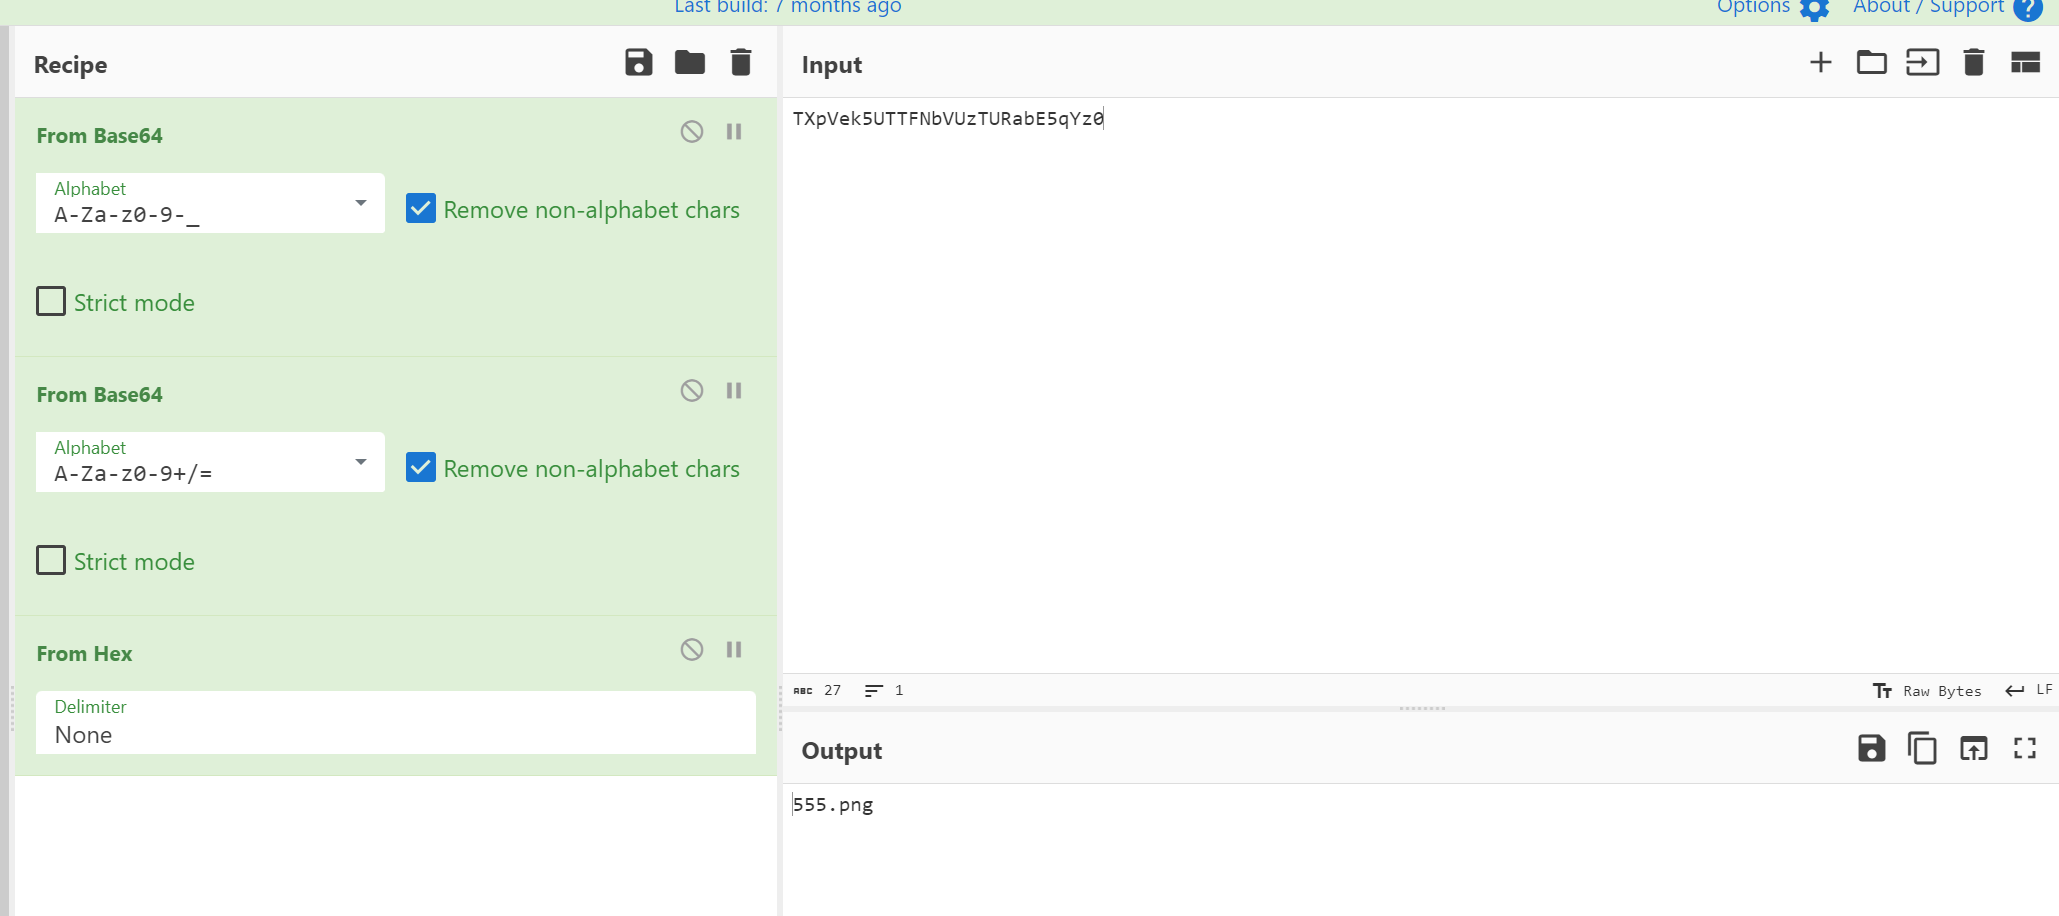 Last build: 7 months ago
Options
About / Support
Recipe
From Base64
Alphabet
A-Za-z0-9-_
Remove non-alphabet chars
Strict mode
From Base64
Alphabet
A-Za-z0-9+/=
Remove non-alphabet chars
Strict mode
From Hex
Delimiter
None
Input
TXpVek5UTTFNbVUzTURabE5qYz0
ABC 27
1
Tт Raw Bytes
LF
Output
555.png